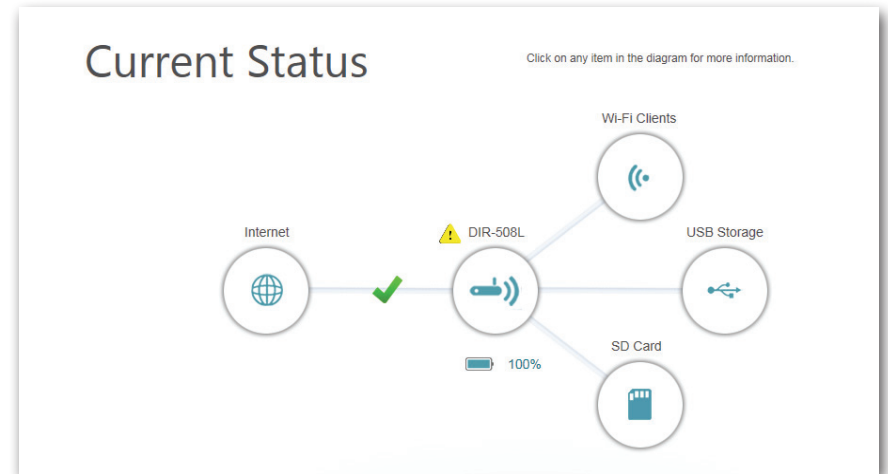 Current Status
Click on any item in the diagram for more information.
Wi-Fi Clients
Internet
DIR-508L
USB Storage
SD Card
100%